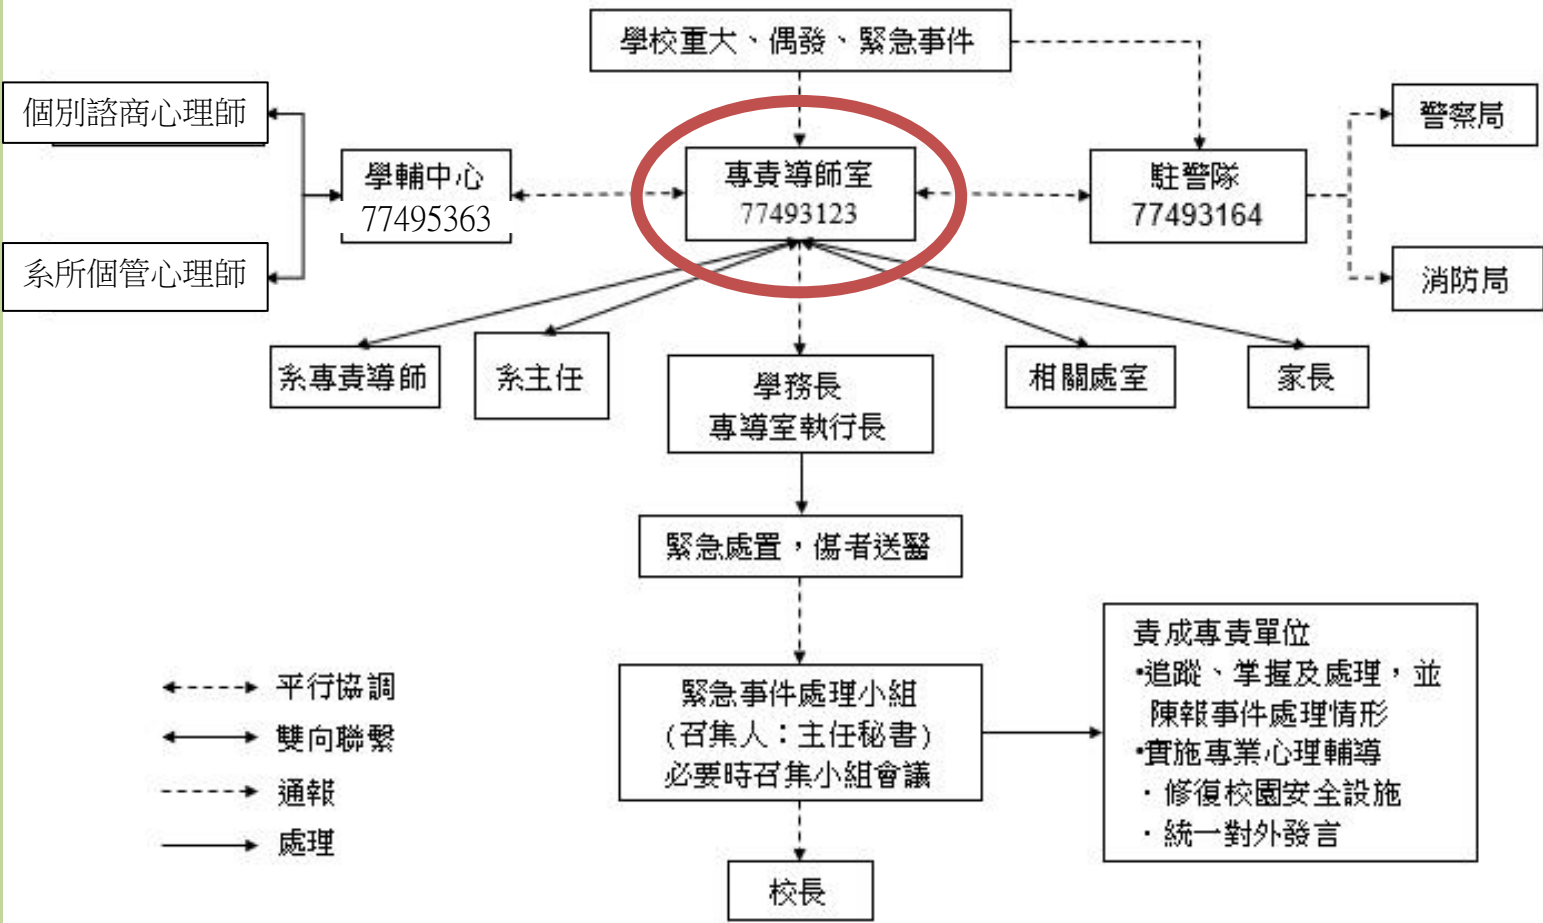 學校重大、偶發、緊急事件
個別諮商心理師
警察局
學輔中心
77495363
專責導師室
77493123
駐警隊
77493164
系所個管心理師
消防局
系專責導師
系主任
學務長
專導室執行長
相關處室
家長
緊急處置，傷者送醫
緊急事件處理小組
(召集人：主任秘書)
必要時召集小組會議
責成專責單位
•追蹤、掌握及處理，並
陳報事件處理情形
•實施專業心理輔導
．修復校園安全設施
．統一對外發言
平行協調
雙向聯繫
通報
處理
校長